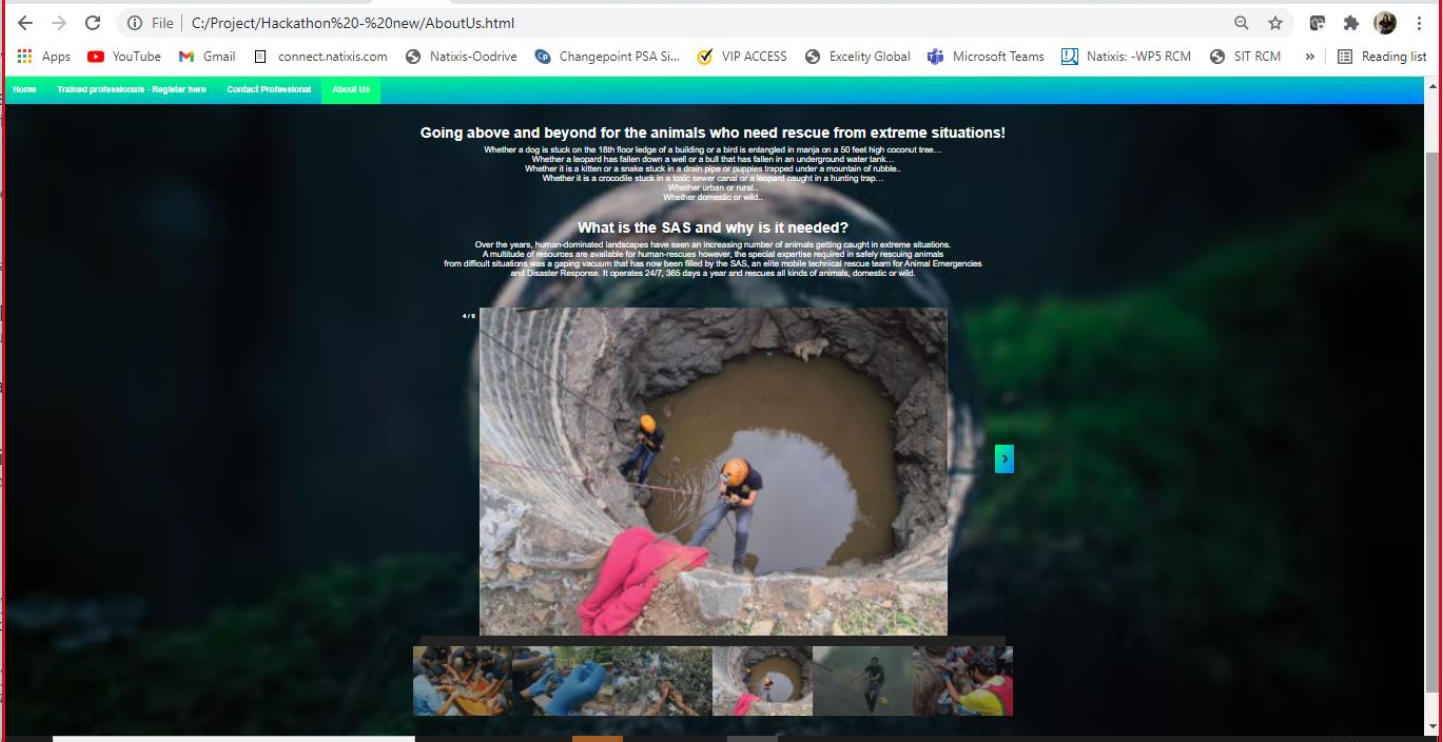 File
C:/Project/Hackathon%20-%20new/AboutUs.html
Apps
YouTube
Gmail
connect.natixis.com
Natixis-Oodrive
Changepoint PSA Si...
VIP ACCESS
Excelity Global
Microsoft Teams
Natixis: -WP5 RCM
SIT RCM
»
Reading list
Home
Trained professionals - Register here
Contact Professional
About Us
Going above and beyond for the animals who need rescue from extreme situations!
Whether a dog is stuck on the 18th floor ledge of a building or a bird is entangled in manja on a 50 feet high coconut tree…
Whether a leopard has fallen down a well or a bull that has fallen in an underground water tank…
Whether it is a kitten or a snake stuck in a drain pipe or puppies trapped under a mountain of rubble..
Whether it is a crocodile stuck in a toxic sewer canal or a leopard caught in a hunting trap…
Whether urban or rural..
Whether domestic or wild..
What is the SAS and why is it needed?
Over the years, human-dominated landscapes have seen an increasing number of animals getting caught in extreme situations.
A multitude of resources are available for human-rescues however, the special expertise required in safely rescuing animals
from difficult situations was a gaping vacuum that has now been filled by the SAS, an elite mobile technical rescue team for Animal Emergencies
and Disaster Response. It operates 24/7, 365 days a year and rescues all kinds of animals, domestic or wild.
4 / 6